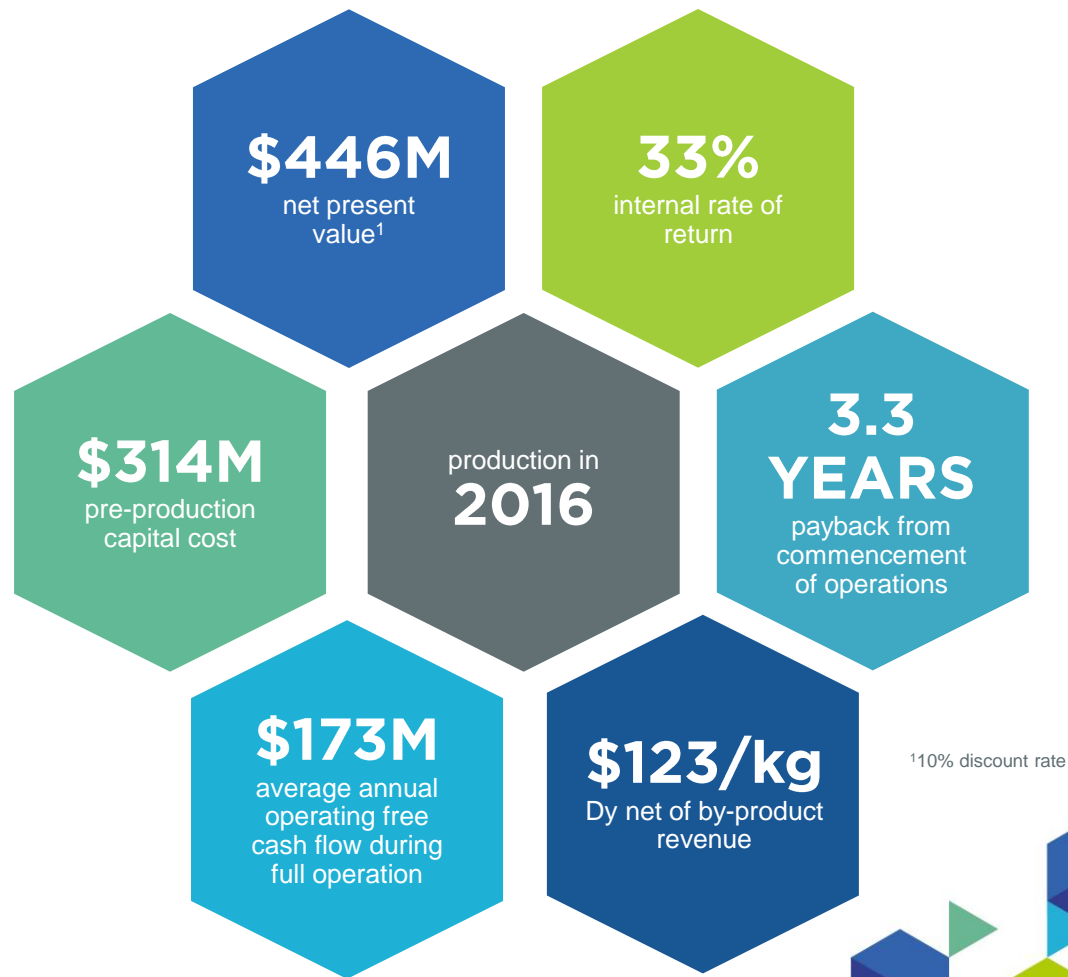 $446M
net present
value¹
33%
internal rate of
return
$314M
pre-production
capital cost
production in
2016
3.3
YEARS
payback from
commencement
of operations
$173M
average annual
operating free
cash flow during
full operation
$123/kg
Dy net of by-product
revenue
¹10% discount rate